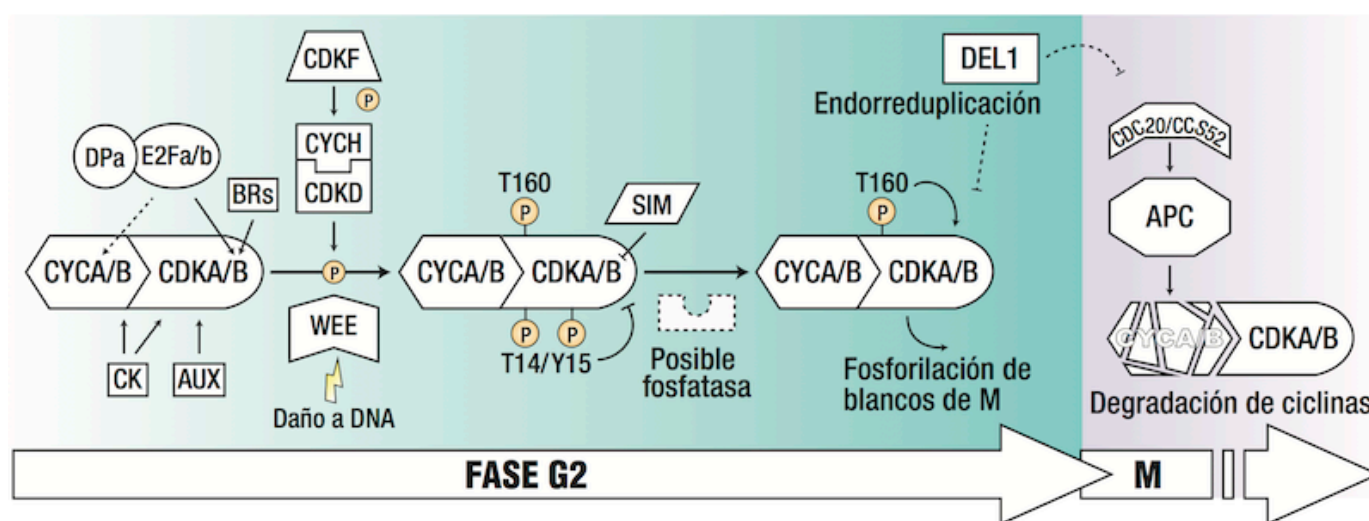 CDKF
P
CYCH
CDKD
P
WEE
Daño a DNA
DPa
E2Fa/b
BRs
CYCA/B
CDKA/B
CK
AUX
T160
P
SIM
CYCA/B
CDKA/B
P
P
T14/Y15
Posible
fosfatasa
DEL1
Endorreduplicación
T160
P
CYCA/B
CDKA/B
Fosforilación de
blancos de M
CDC20/CCS52
APC
CYCA/B
CDKA/B
Degradación de ciclinas
FASE G2
M